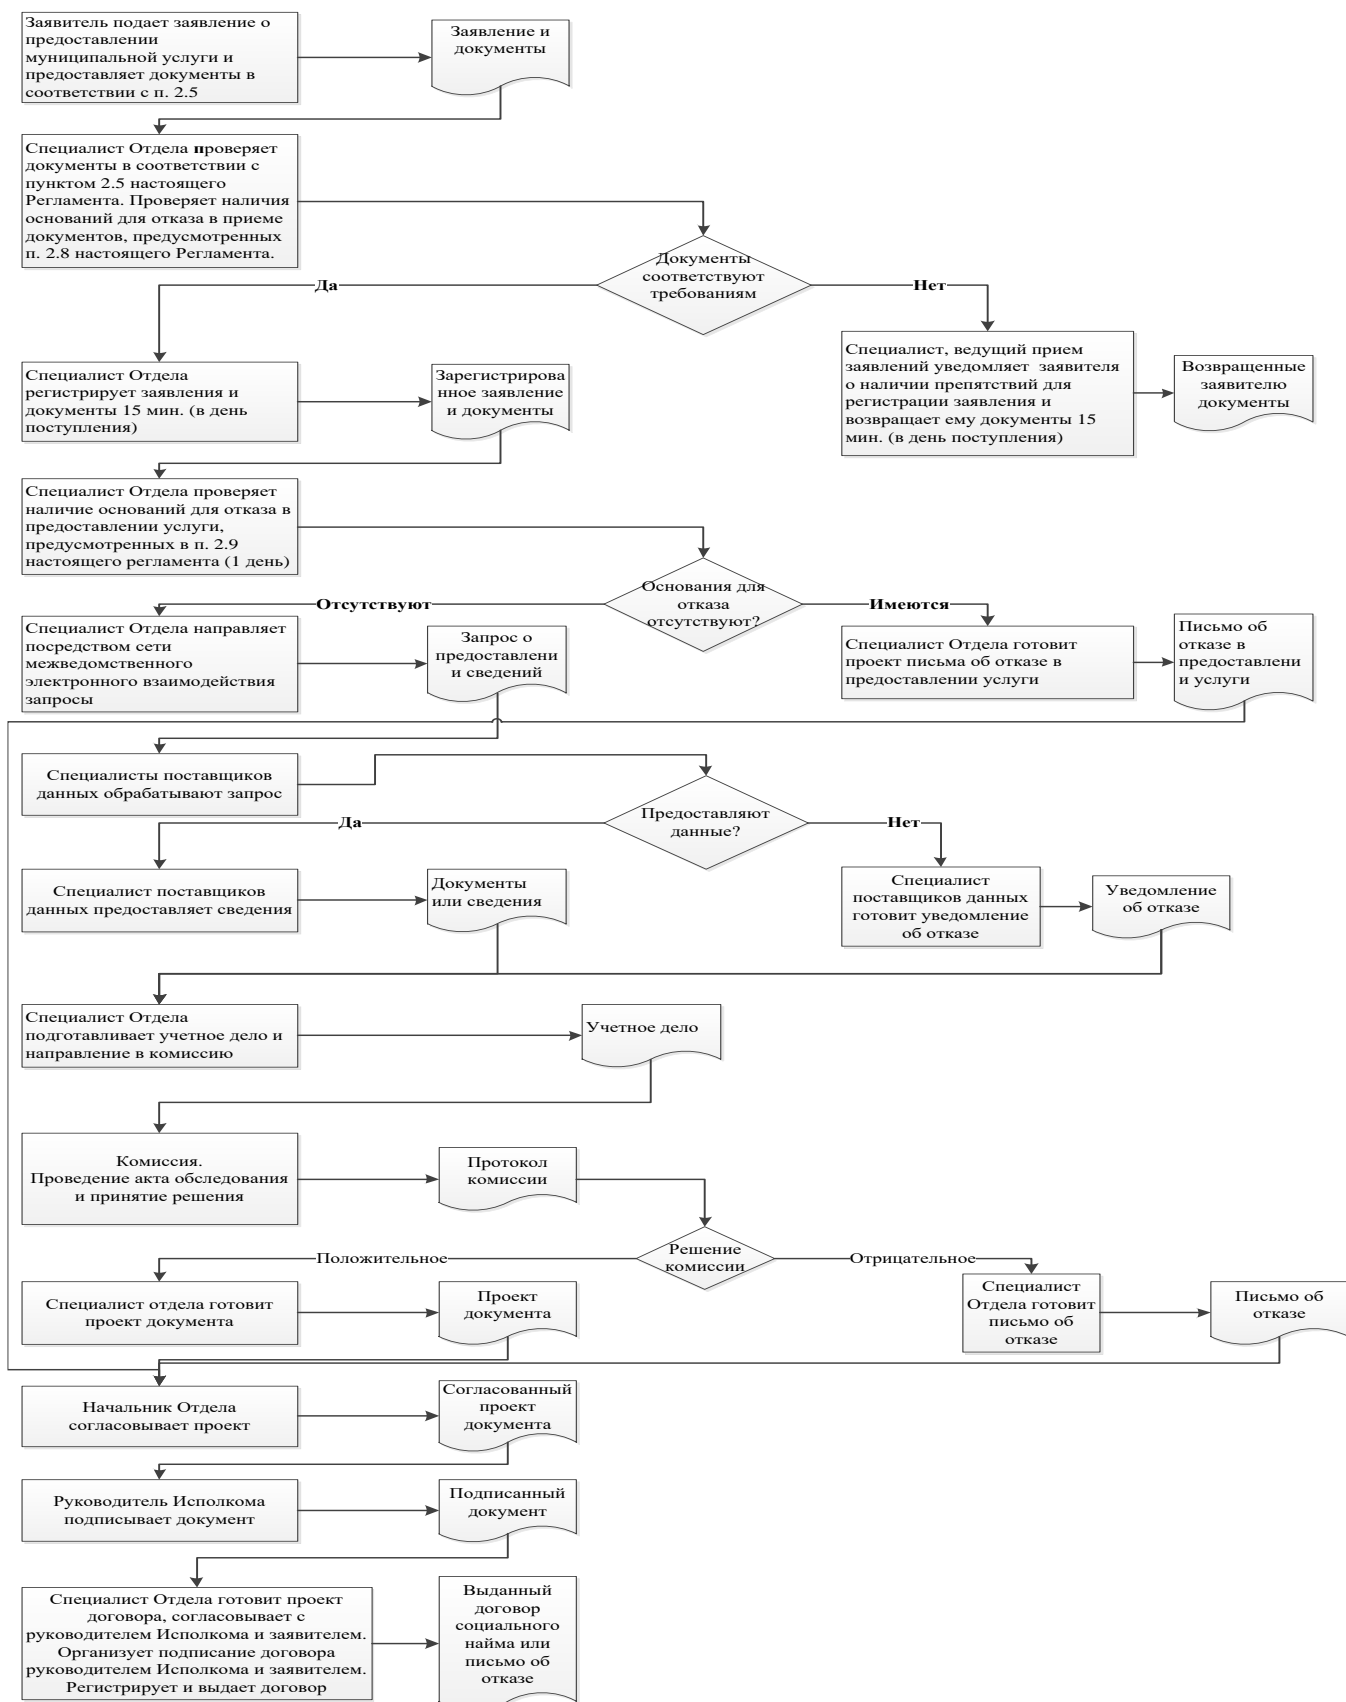 Заявитель подает заявление о
предоставлении
муниципальной услуги и
предоставляет документы в
соответствии с п. 2.5
Заявление и
документы
Специалист Отдела проверяет
документы в соответствии с
пунктом 2.5 настоящего
Регламента. Проверяет наличия
оснований для отказа в приеме
документов, предусмотренных
п. 2.8 настоящего Регламента.
Документы
соответствуют
требованиям
Да
Нет
Специалист Отдела
регистрирует заявления и
документы 15 мин. (в день
поступления)
Зарегистрирова
нное заявление
и документы
Специалист, ведущий прием
заявлений уведомляет заявителя
о наличии препятствий для
регистрации заявления и
возвращает ему документы 15
мин. (в день поступления)
Возвращенные
заявителю
документы
Специалист Отдела проверяет
наличие оснований для отказа в
предоставлении услуги,
предусмотренных в п. 2.9
настоящего регламента (1 день)
Основания для
отказа
отсутствуют?
Отсутствуют
Имеются
Специалист Отдела направляет
посредством сети
межведомственного
электронного взаимодействия
запросы
Запрос о
предоставлени
и сведений
Специалист Отдела готовит
проект письма об отказе в
предоставлении услуги
Письмо об
отказе в
предоставлени
и услуги
Специалисты поставщиков
данных обрабатывают запрос
Предоставляют
данные?
Да
Нет
Специалист поставщиков
данных предоставляет сведения
Документы
или сведения
Специалист
поставщиков данных
готовит уведомление
об отказе
Уведомление
об отказе
Специалист Отдела
подготавливает учетное дело и
направление в комиссию
Учетное дело
Комиссия.
Проведение акта обследования
и принятие решения
Протокол
комиссии
Решение
комиссии
Положительное
Отрицательное
Специалист отдела готовит
проект документа
Проект
документа
Специалист
Отдела готовит
письмо об
отказе
Письмо об
отказе
Начальник Отдела
согласовывает проект
Согласованный
проект
документа
Руководитель Исполкома
подписывает документ
Подписанный
документ
Специалист Отдела готовит проект
договора, согласовывает с
руководителем Исполкома и заявителем.
Организует подписание договора
руководителем Исполкома и заявителем.
Регистрирует и выдает договор
Выданный
договор
социального
найма или
письмо об
отказе